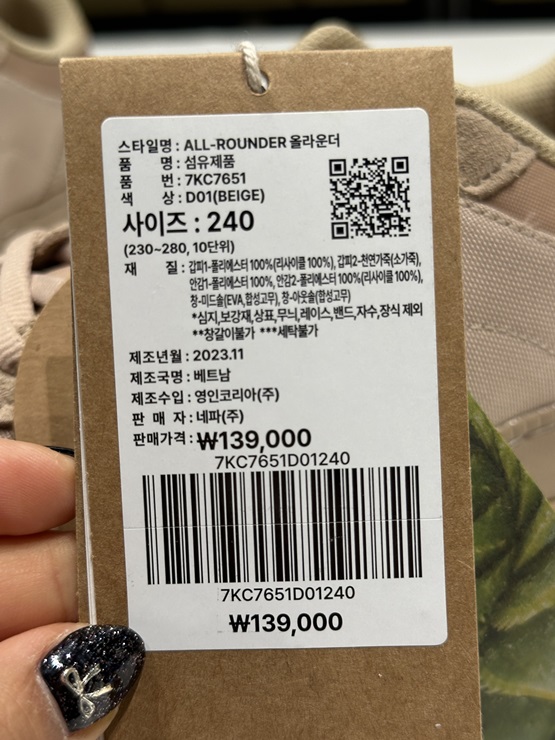 스타일명 : ALL-ROUNDER 올라운더
품 명 : 섬유제품
품 번 : 7KC7651
색 상 : D01(BEIGE)
사이즈 : 240
(230~280, 10단위)
재 질 : 갑피1-폴리에스터 100%(리사이클 100%), 갑피2-천연가죽(소가죽),
안감1-폴리에스터 100%, 안감2-폴리에스터 100%(리사이클 100%),
창-미드솔(EVA,합성고무), 창-아웃솔(합성고무)
*심지,보강재,상표,무늬,레이스,밴드,자수,장식 제외
**창갈이불가 ***세탁불가
제조년월 : 2023.11
제조국명 : 베트남
제조수입 : 영인코리아(주)
판 매 자 : 네파(주)
판매가격 : ₩139,000
7KC7651D01240
7KC7651D01240
₩139,000